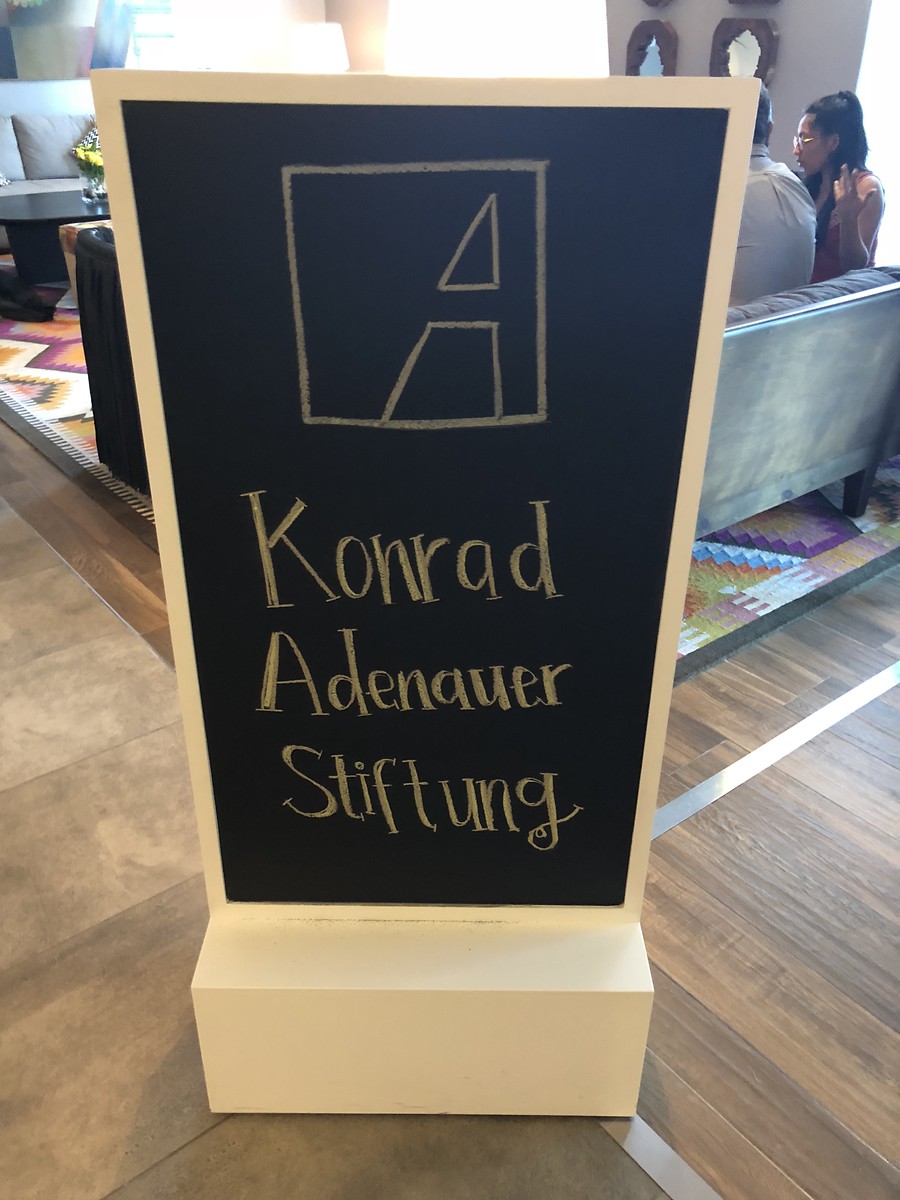 A
Konrad
Adenauer
Stiftung